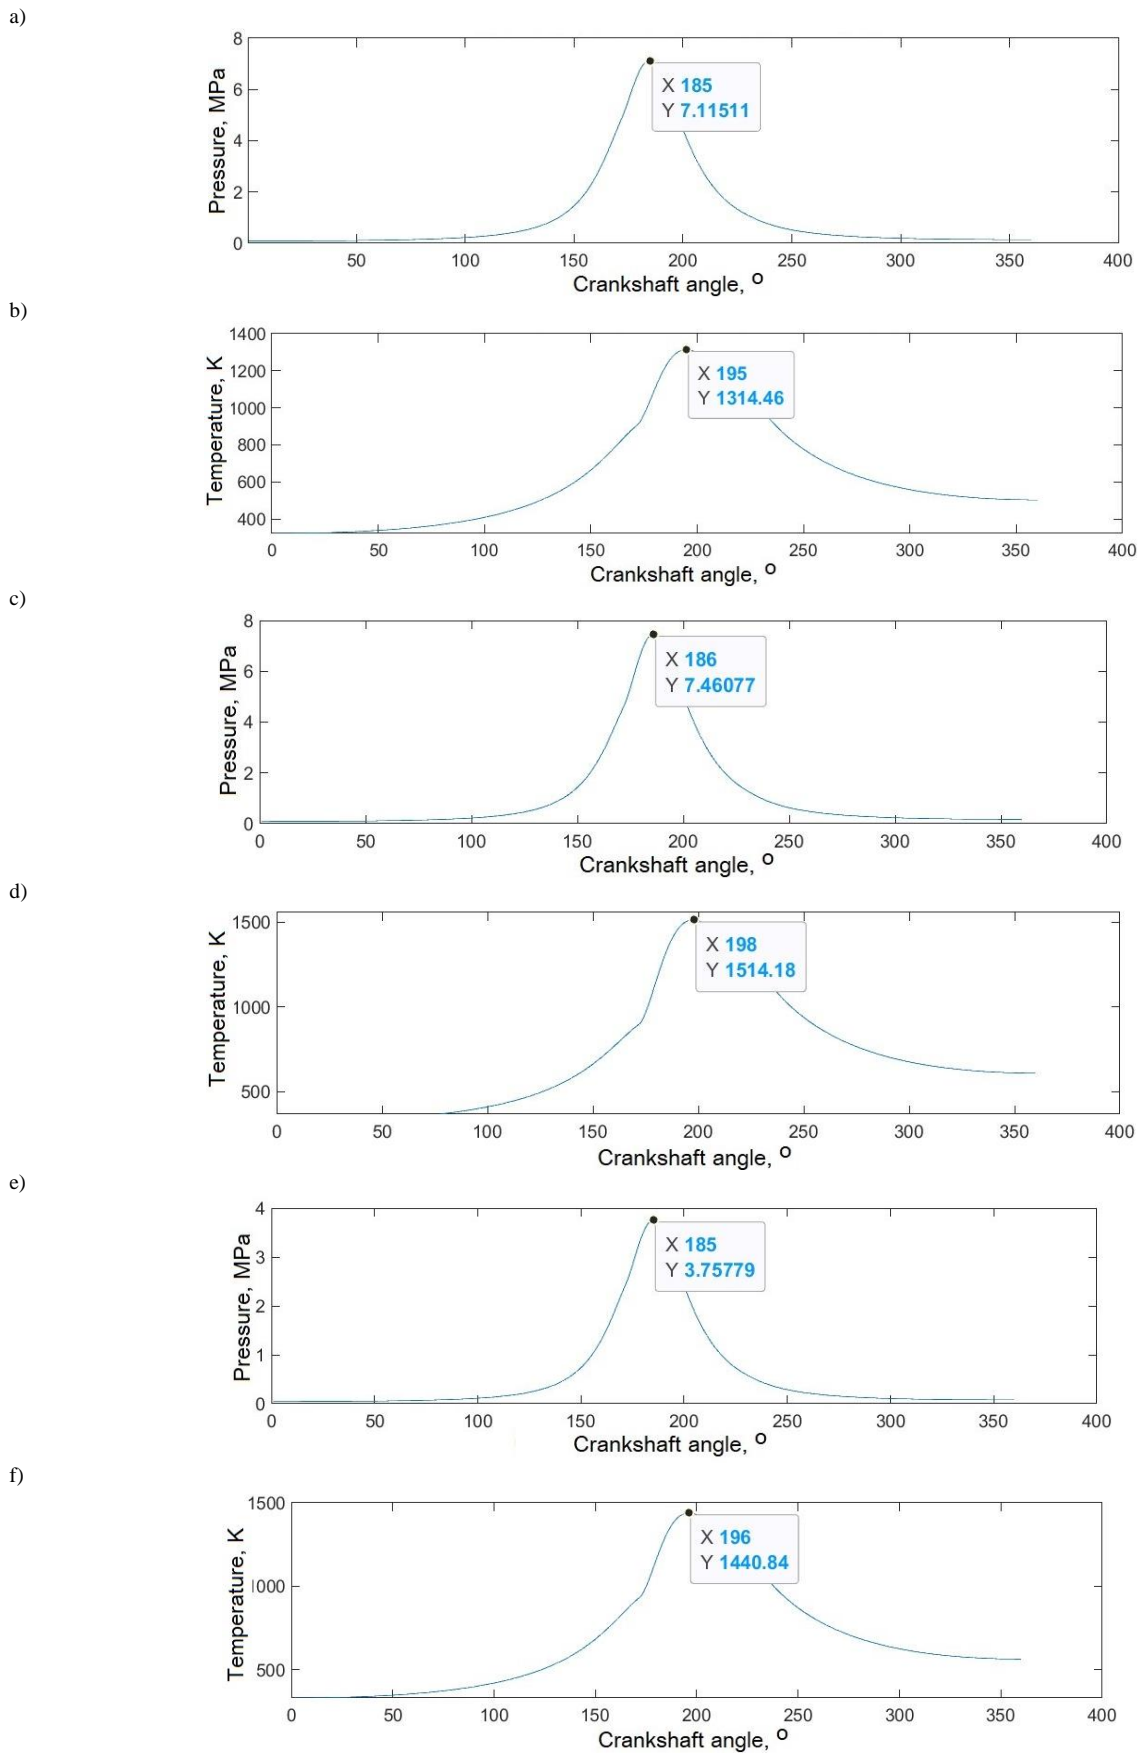 a)
8
6
4
2
0
Pressure, MPa
X 185
Y 7.11511
50 100 150 200 250 300 350 400
Crankshaft angle, º
b)
1400
1200
1000
800
600
400
Temperature, K
X 195
Y 1314.46
0 50 100 150 200 250 300 350 400
Crankshaft angle, º
c)
8
6
4
2
0
Pressure, MPa
X 186
Y 7.46077
0 50 100 150 200 250 300 350 400
Crankshaft angle, º
d)
1500
1000
500
Temperature, K
X 198
Y 1514.18
0 50 100 150 200 250 300 350 400
Crankshaft angle, º
e)
4
3
2
1
0
Pressure, MPa
X 185
Y 3.75779
0 50 100 150 200 250 300 350 400
Crankshaft angle, º
f)
1500
1000
500
Temperature, K
X 196
Y 1440.84
0 50 100 150 200 250 300 350 400
Crankshaft angle, º